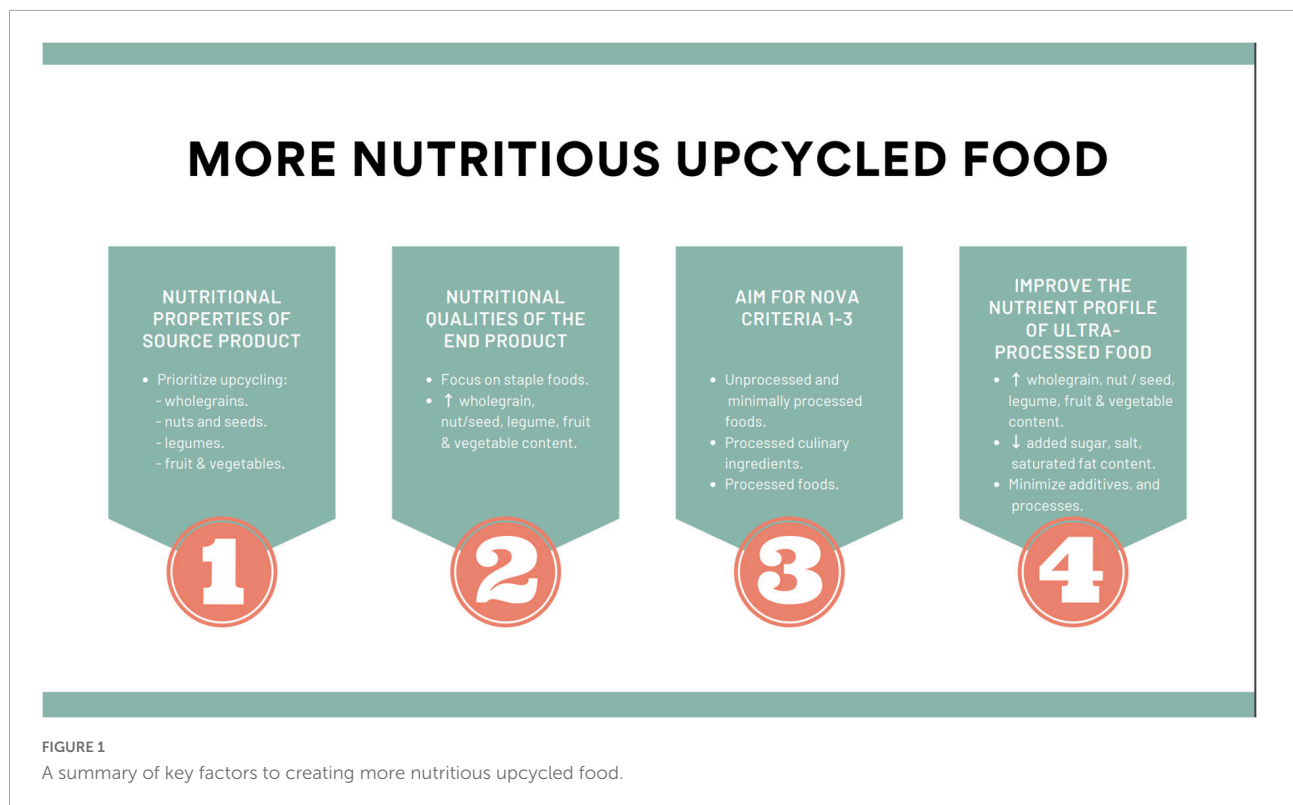 MORE NUTRITIOUS UPCYCLED FOOD
NUTRITIONAL
PROPERTIES OF
SOURCE PRODUCT
• Prioritize upcycling:
- wholegrains.
- nuts and seeds.
- legumes.
- fruit & vegetables.
1
NUTRITIONAL
QUALITIES OF THE
END PRODUCT
• Focus on staple foods.
• ↑ wholegrain,
nut/seed, legume, fruit
& vegetable content.
2
AIM FOR NOVA
CRITERIA 1-3
• Unprocessed and
minimally processed
foods.
• Processed culinary
ingredients.
• Processed foods.
3
IMPROVE THE
NUTRIENT PROFILE
OF ULTRA-
PROCESSED FOOD
• ↑ wholegrain, nut / seed,
legume, fruit & vegetable
content.
• ↓ added sugar, salt,
saturated fat content.
• Minimize additives, and
processes.
4
FIGURE 1
A summary of key factors to creating more nutritious upcycled food.